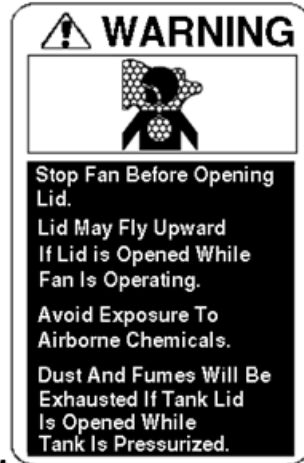 WARNING
Stop Fan Before Opening
Lid.
Lid May Fly Upward
If Lid is Opened While
Fan Is Operating.
Avoid Exposure To
Airborne Chemicals.
Dust And Fumes Will Be
Exhausted If Tank Lid
Is Opened While
Tank Is Pressurized.